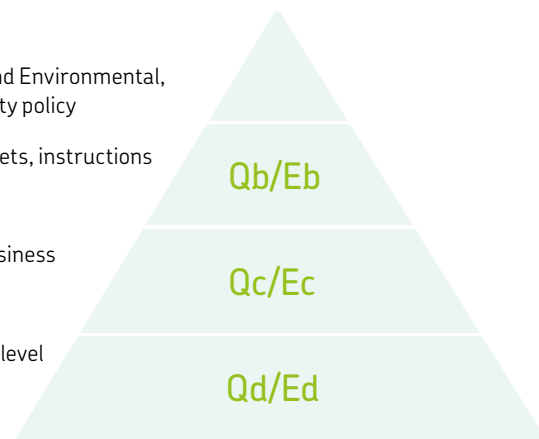 nd Environmental,
ty policy
ets, instructions
Qb/Eb
siness
Qc/Ec
level
Qd/Ed